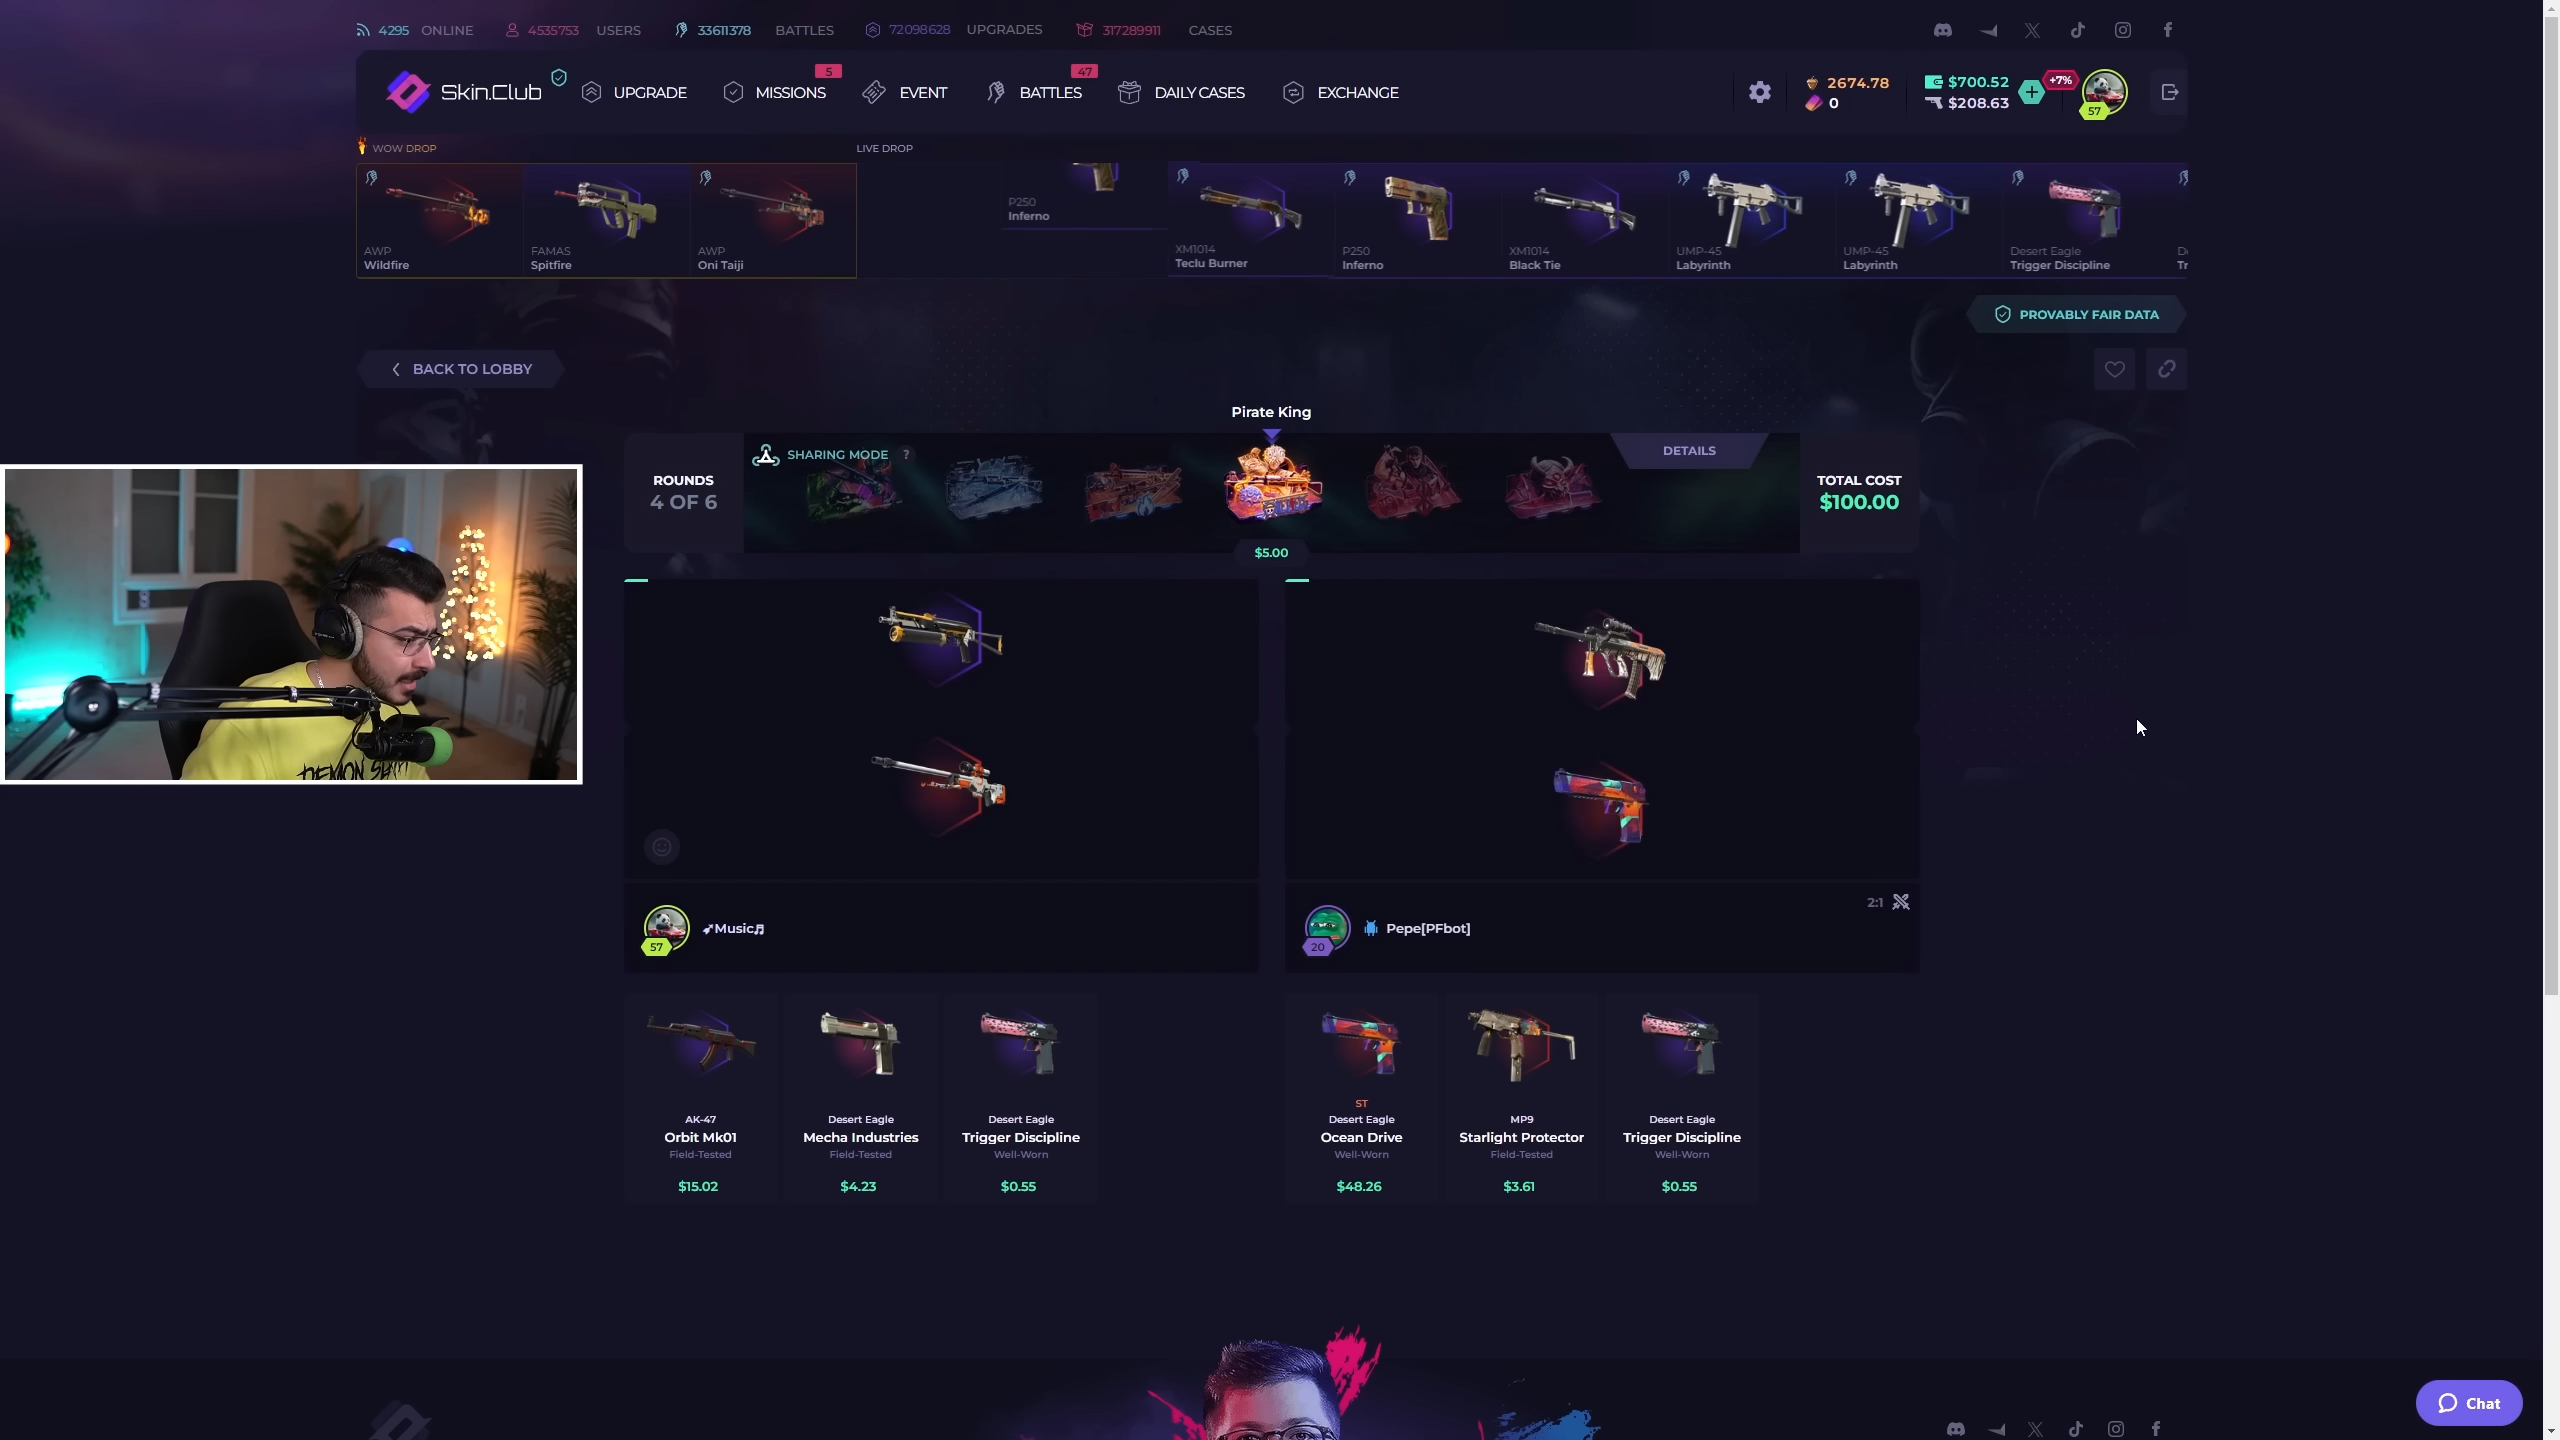 4295 ONLINE 4535753 USERS 33611378 BATTLES 72098628 UPGRADES 317289911 CASES
Skin.Club UPGRADE 5 MISSIONS EVENT 47 BATTLES DAILY CASES EXCHANGE
2674.78 $700.52 +7%
0 $208.63 57
WOW DROP LIVE DROP
AWP
Wildfire
FAMAS
Spitfire
AWP
Oni Taiji
P250
Inferno
XM1014
Teclu Burner
P250
Inferno
XM1014
Black Tie
UMP-45
Labyrinth
UMP-45
Labyrinth
Desert Eagle
Trigger Discipline
PROVABLY FAIR DATA
BACK TO LOBBY
Pirate King
ROUNDS
4 OF 6
SHARING MODE ?
DETAILS
TOTAL COST
$100.00
$5.00
DEMON
57 Music
20 Pepe[PFbot]
2:1
AK-47
Orbit Mk01
Field-Tested
$15.02
Desert Eagle
Mecha Industries
Field-Tested
$4.23
Desert Eagle
Trigger Discipline
Well-Worn
$0.55
ST
Desert Eagle
Ocean Drive
Well-Worn
$48.26
MP9
Starlight Protector
Field-Tested
$3.61
Desert Eagle
Trigger Discipline
Well-Worn
$0.55
Chat